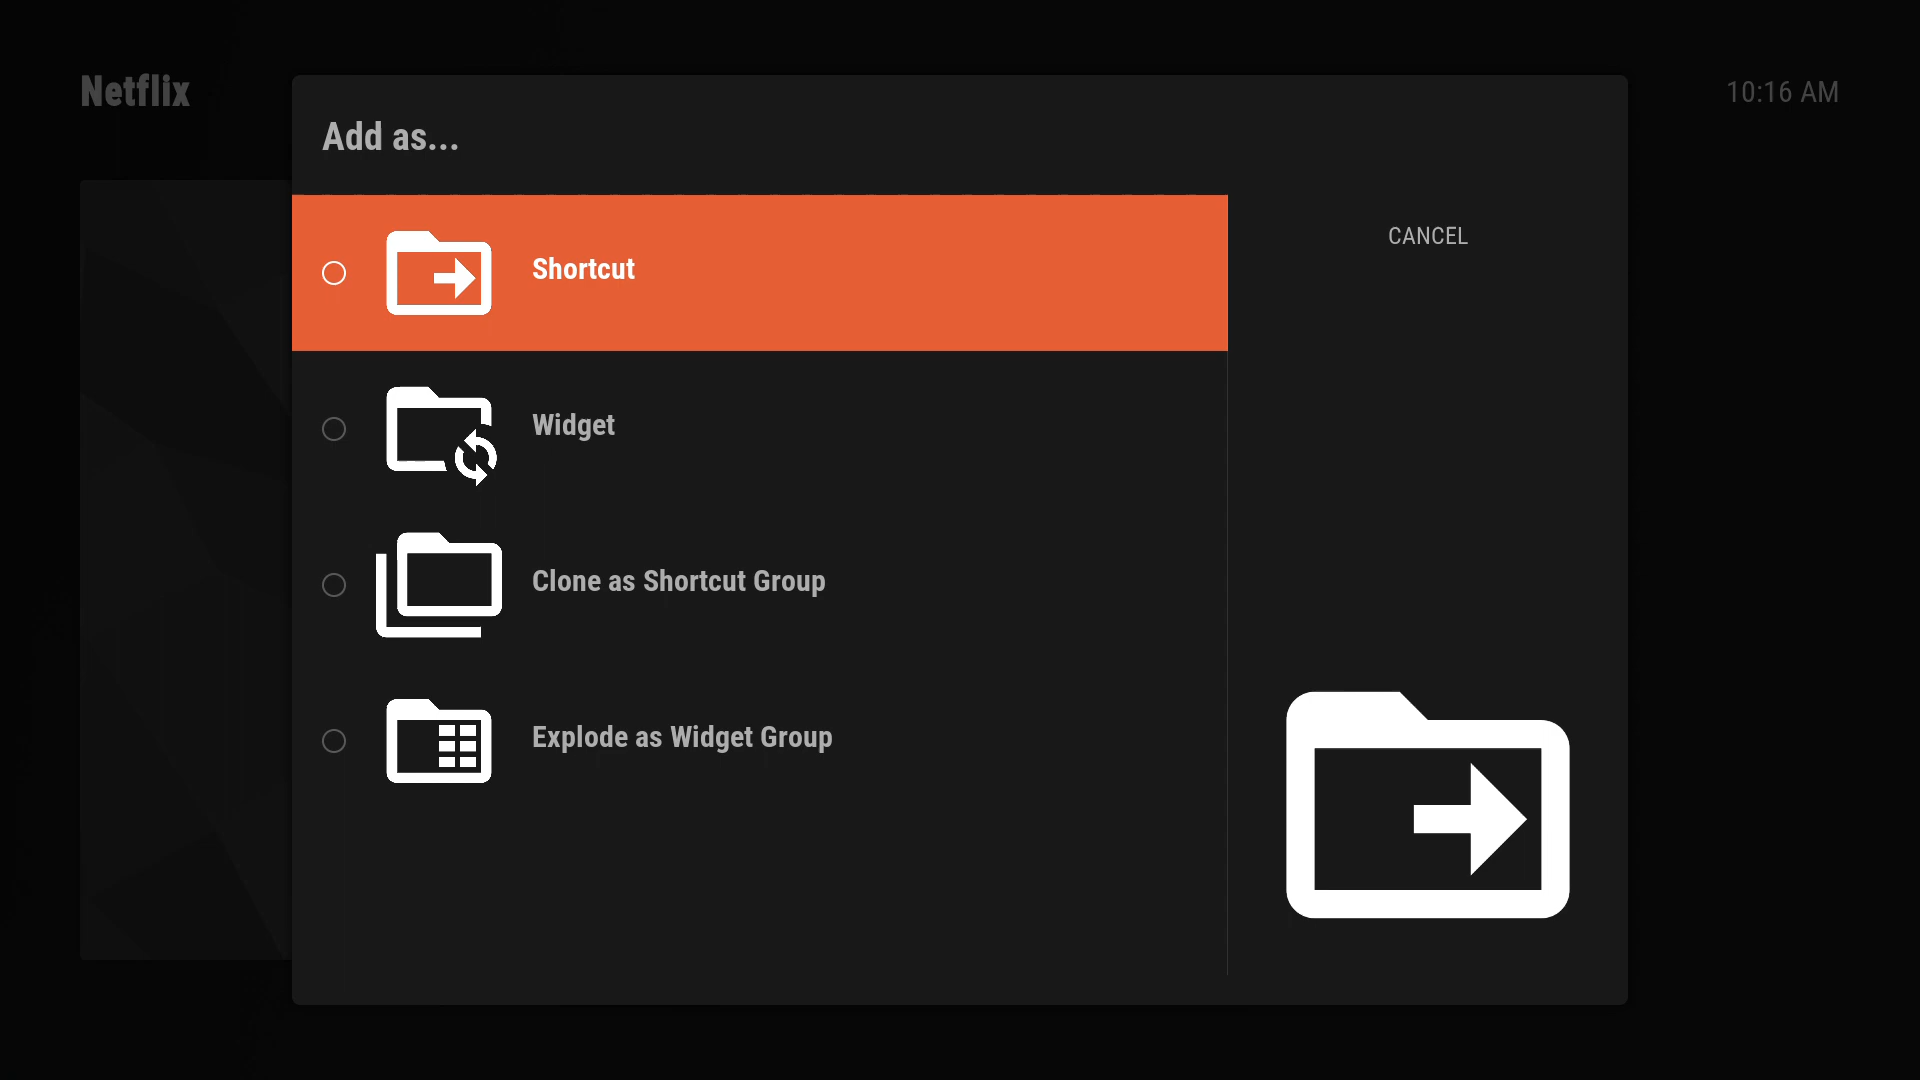 Netflix
10:16 AM
Add as...
Shortcut
CANCEL
Widget
Clone as Shortcut Group
Explode as Widget Group